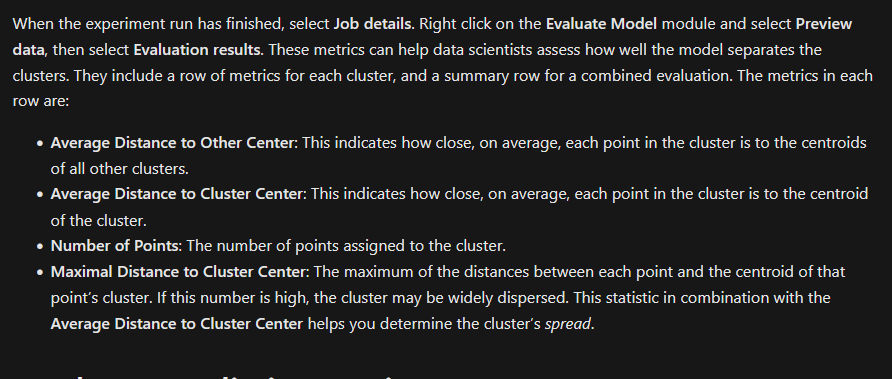 When the experiment run has finished, select Job details. Right click on the Evaluate Model module and select Preview
data, then select Evaluation results. These metrics can help data scientists assess how well the model separates the
clusters. They include a row of metrics for each cluster, and a summary row for a combined evaluation. The metrics in each
row are:
• Average Distance to Other Center: This indicates how close, on average, each point in the cluster is to the centroids
of all other clusters.
• Average Distance to Cluster Center: This indicates how close, on average, each point in the cluster is to the centroid
of the cluster.
• Number of Points: The number of points assigned to the cluster.
• Maximal Distance to Cluster Center: The maximum of the distances between each point and the centroid of that
point’s cluster. If this number is high, the cluster may be widely dispersed. This statistic in combination with the
Average Distance to Cluster Center helps you determine the cluster’s spread.